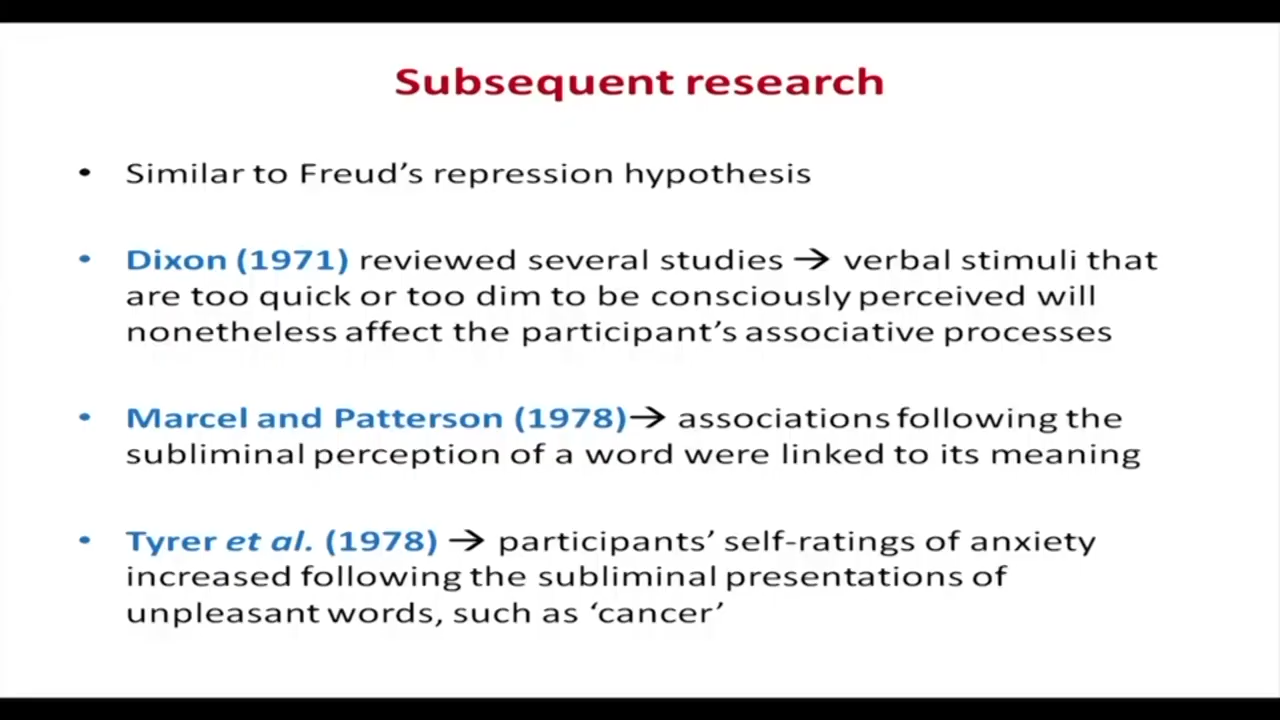 Subsequent research
• Similar to Freud’s repression hypothesis
• Dixon (1971) reviewed several studies → verbal stimuli that
are too quick or too dim to be consciously perceived will
nonetheless affect the participant’s associative processes
• Marcel and Patterson (1978)→ associations following the
subliminal perception of a word were linked to its meaning
• Tyrer et al. (1978) → participants’ self-ratings of anxiety
increased following the subliminal presentations of
unpleasant words, such as ‘cancer’